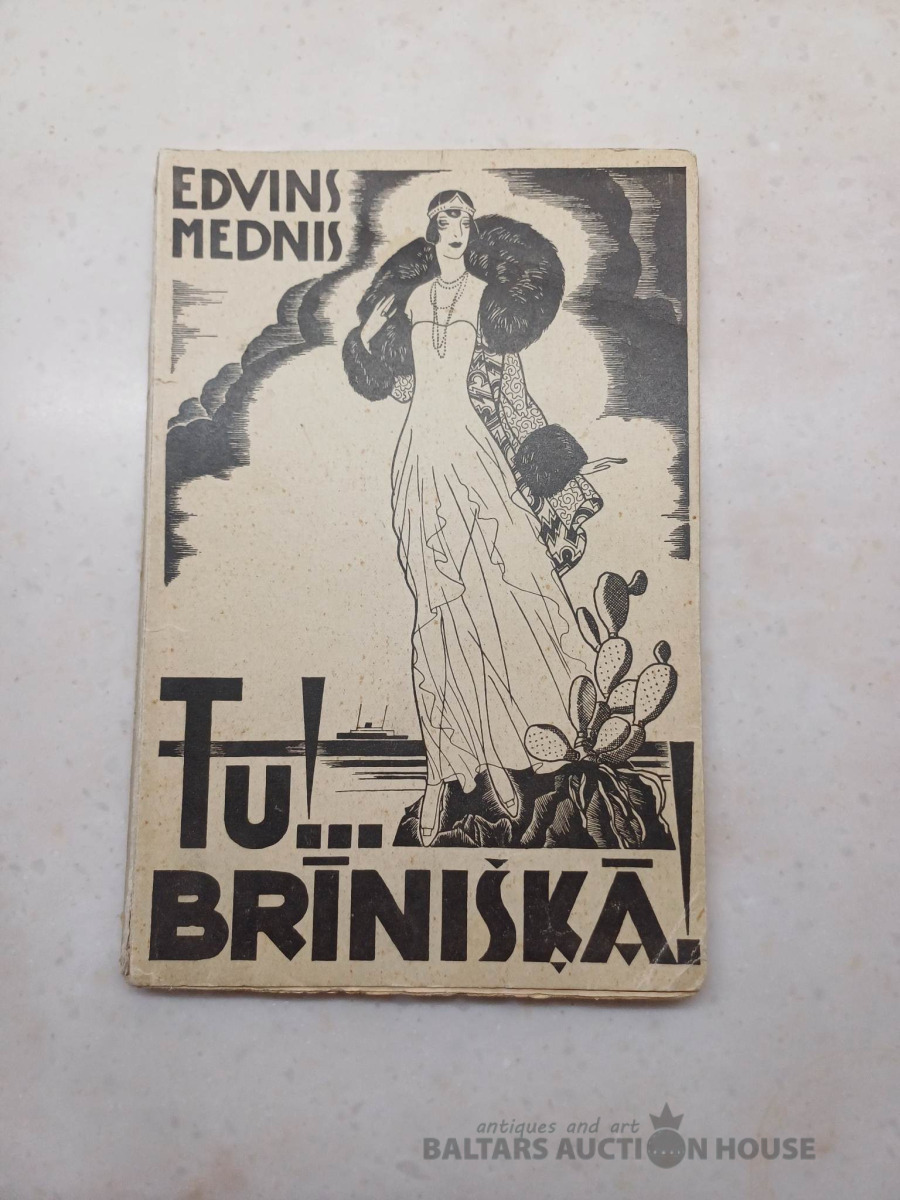 EDVINS
MEDNIS
TU!...
BRĪNIŠĶĀ!
antiques and art
BALTARS AUCTION HOUSE